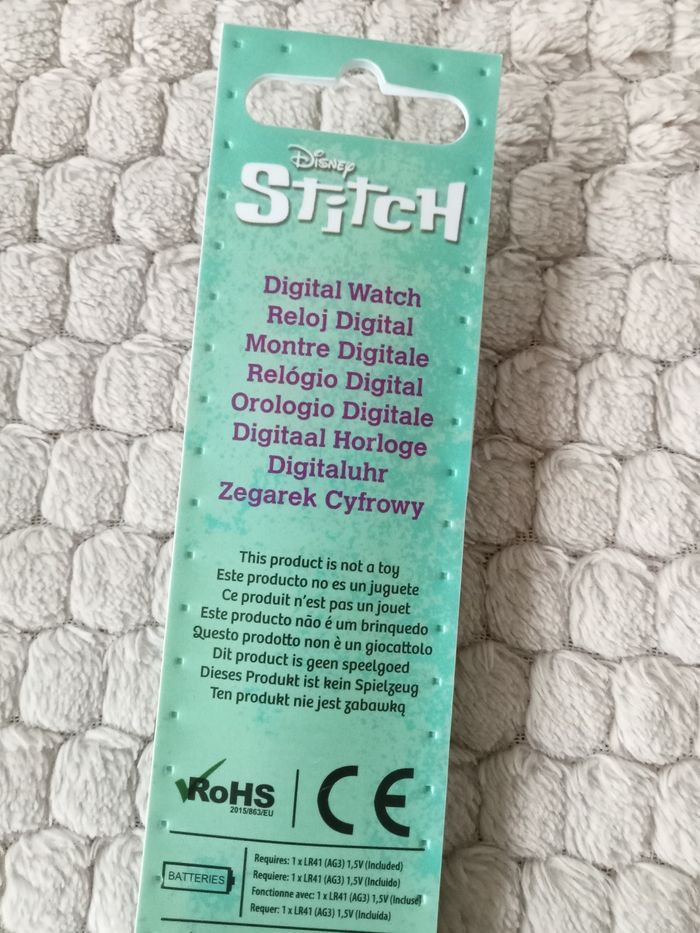 Disney
Stitch
Digital Watch
Reloj Digital
Montre Digitale
Relógio Digital
Orologio Digitale
Digitaal Horloge
Digitaluhr
Zegarek Cyfrowy
This product is not a toy
Este producto no es un juguete
Ce produit n'est pas un jouet
Este producto não é um brinquedo
Questo prodotto non è un giocattolo
Dit product is geen speelgoed
Dieses Produkt ist kein Spielzeug
Ten produkt nie jest zabawką
RoHS
2015/863/EU
CE
BATTERIES
Requires: 1 x LR41 (AG3) 1,5V (Included)
Requiere: 1 x LR41 (AG3) 1,5V (Incluido)
Fonctionne avec: 1 x LR41 (AG3) 1,5V (Incluse)
Requer: 1 x LR41 (AG3) 1,5V (Incluída)